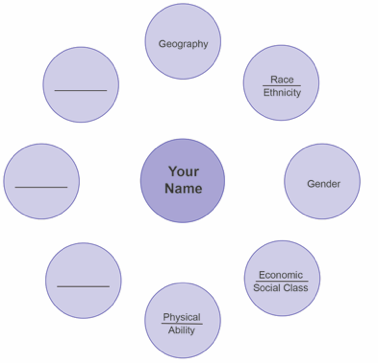 Geography
Race
Ethnicity
Your
Name
Gender
Economic
Social Class
Physical
Ability